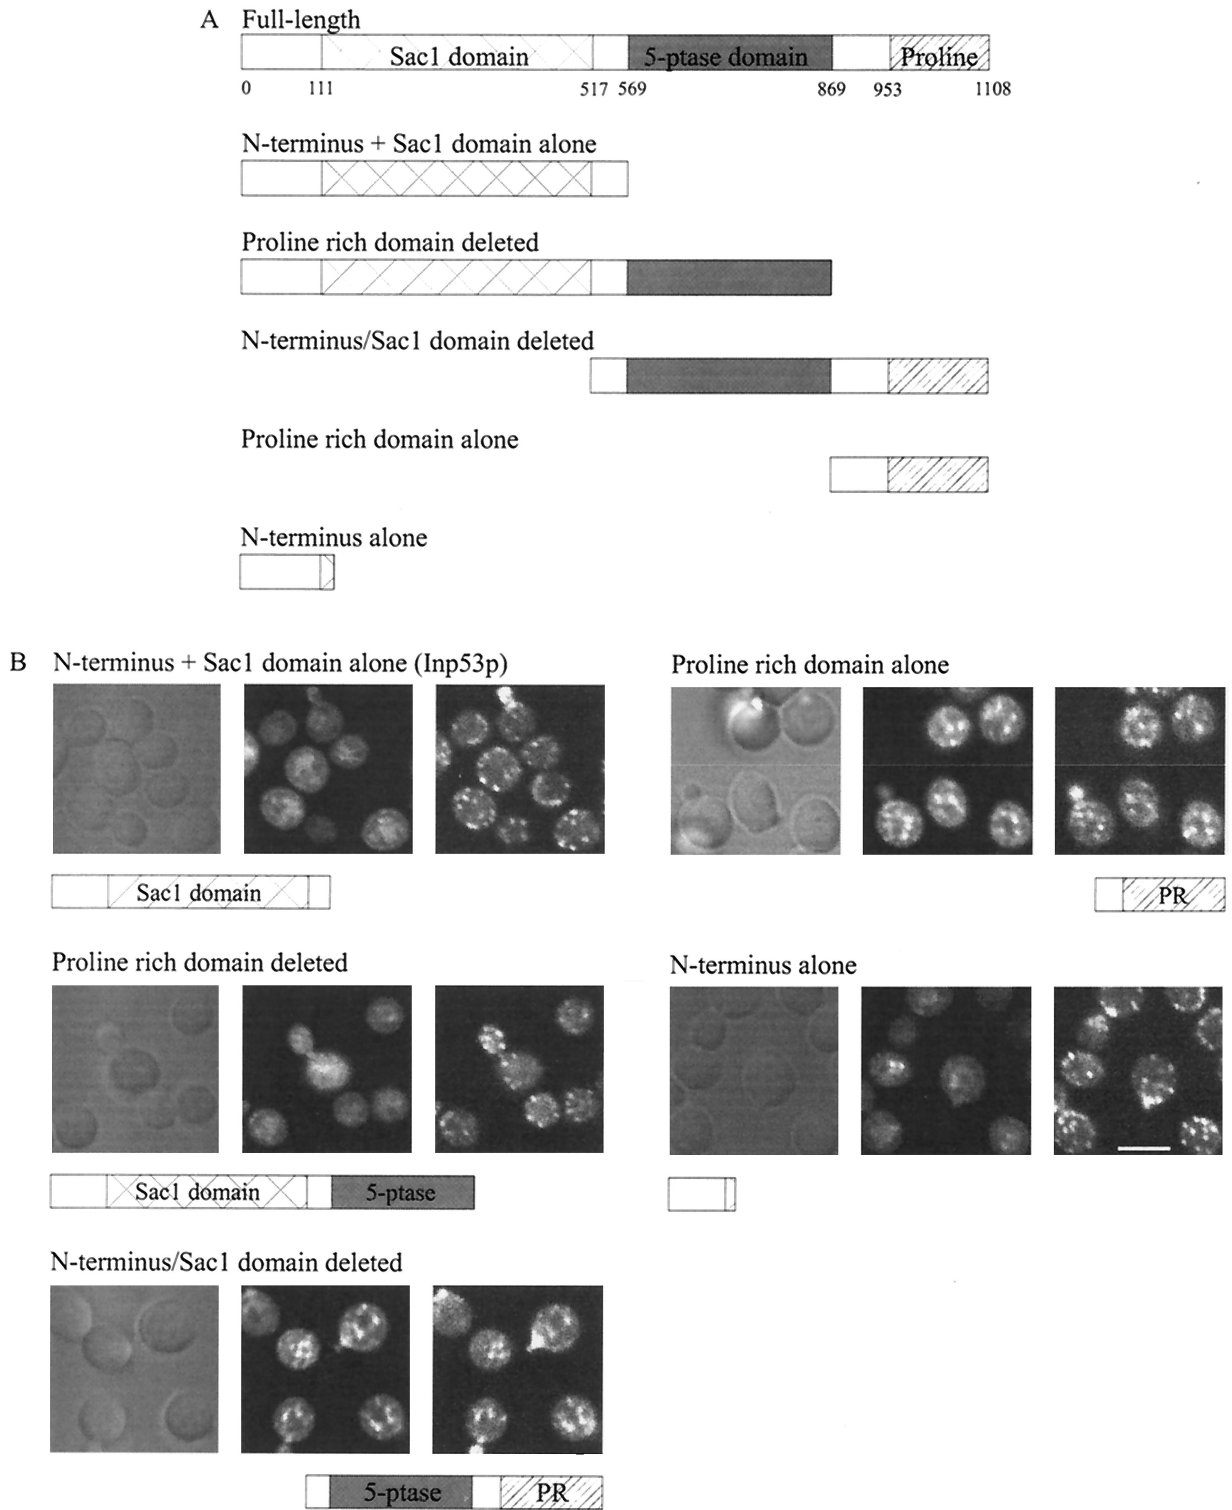 A Full-length
Sac1 domain 5-ptase domain Proline
0 111 517 569 869 953 1108
N-terminus + Sac1 domain alone
Proline rich domain deleted
N-terminus/Sac1 domain deleted
Proline rich domain alone
N-terminus alone
B N-terminus + Sac1 domain alone (Inp53p)
Sac1 domain
Proline rich domain alone
PR
Proline rich domain deleted
Sac1 domain 5-ptase
N-terminus alone
N-terminus/Sac1 domain deleted
5-ptase PR